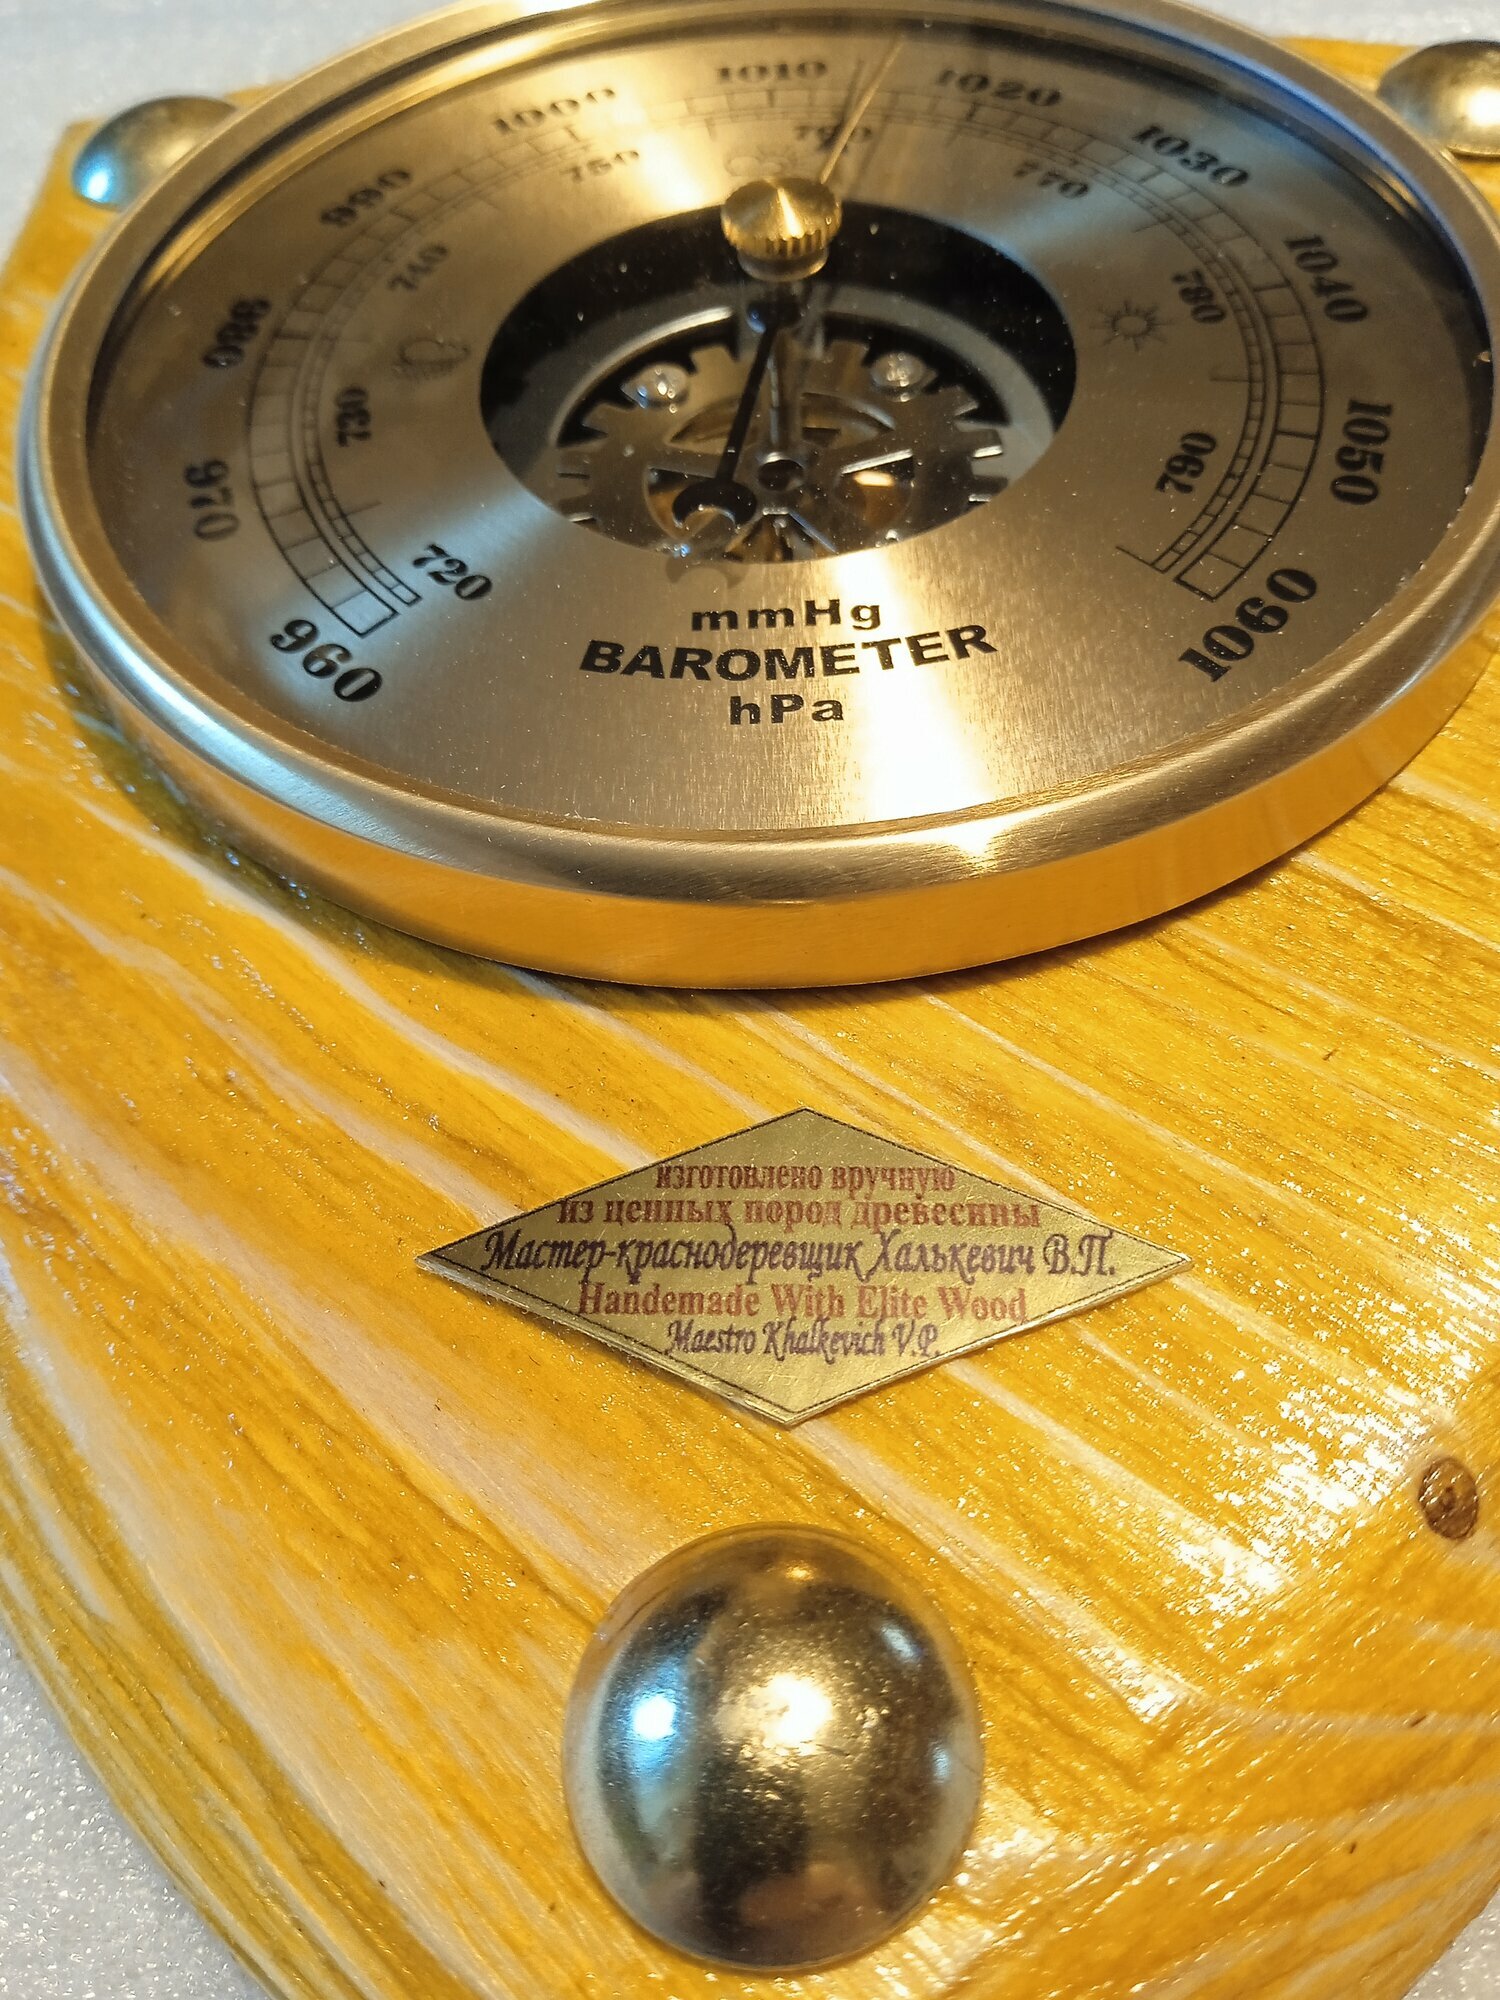 1010
1020
1000
1030
990
1040
980
1050
970
1060
960
760
750
770
740
780
730
790
720
mmHg
BAROMETER
hPa
изготовлено вручную
из ценных пород древесины
Мастер-краснодеревщик Халькевич В.П.
Handemade With Elite Wood
Maestro Khalkevich V.P.